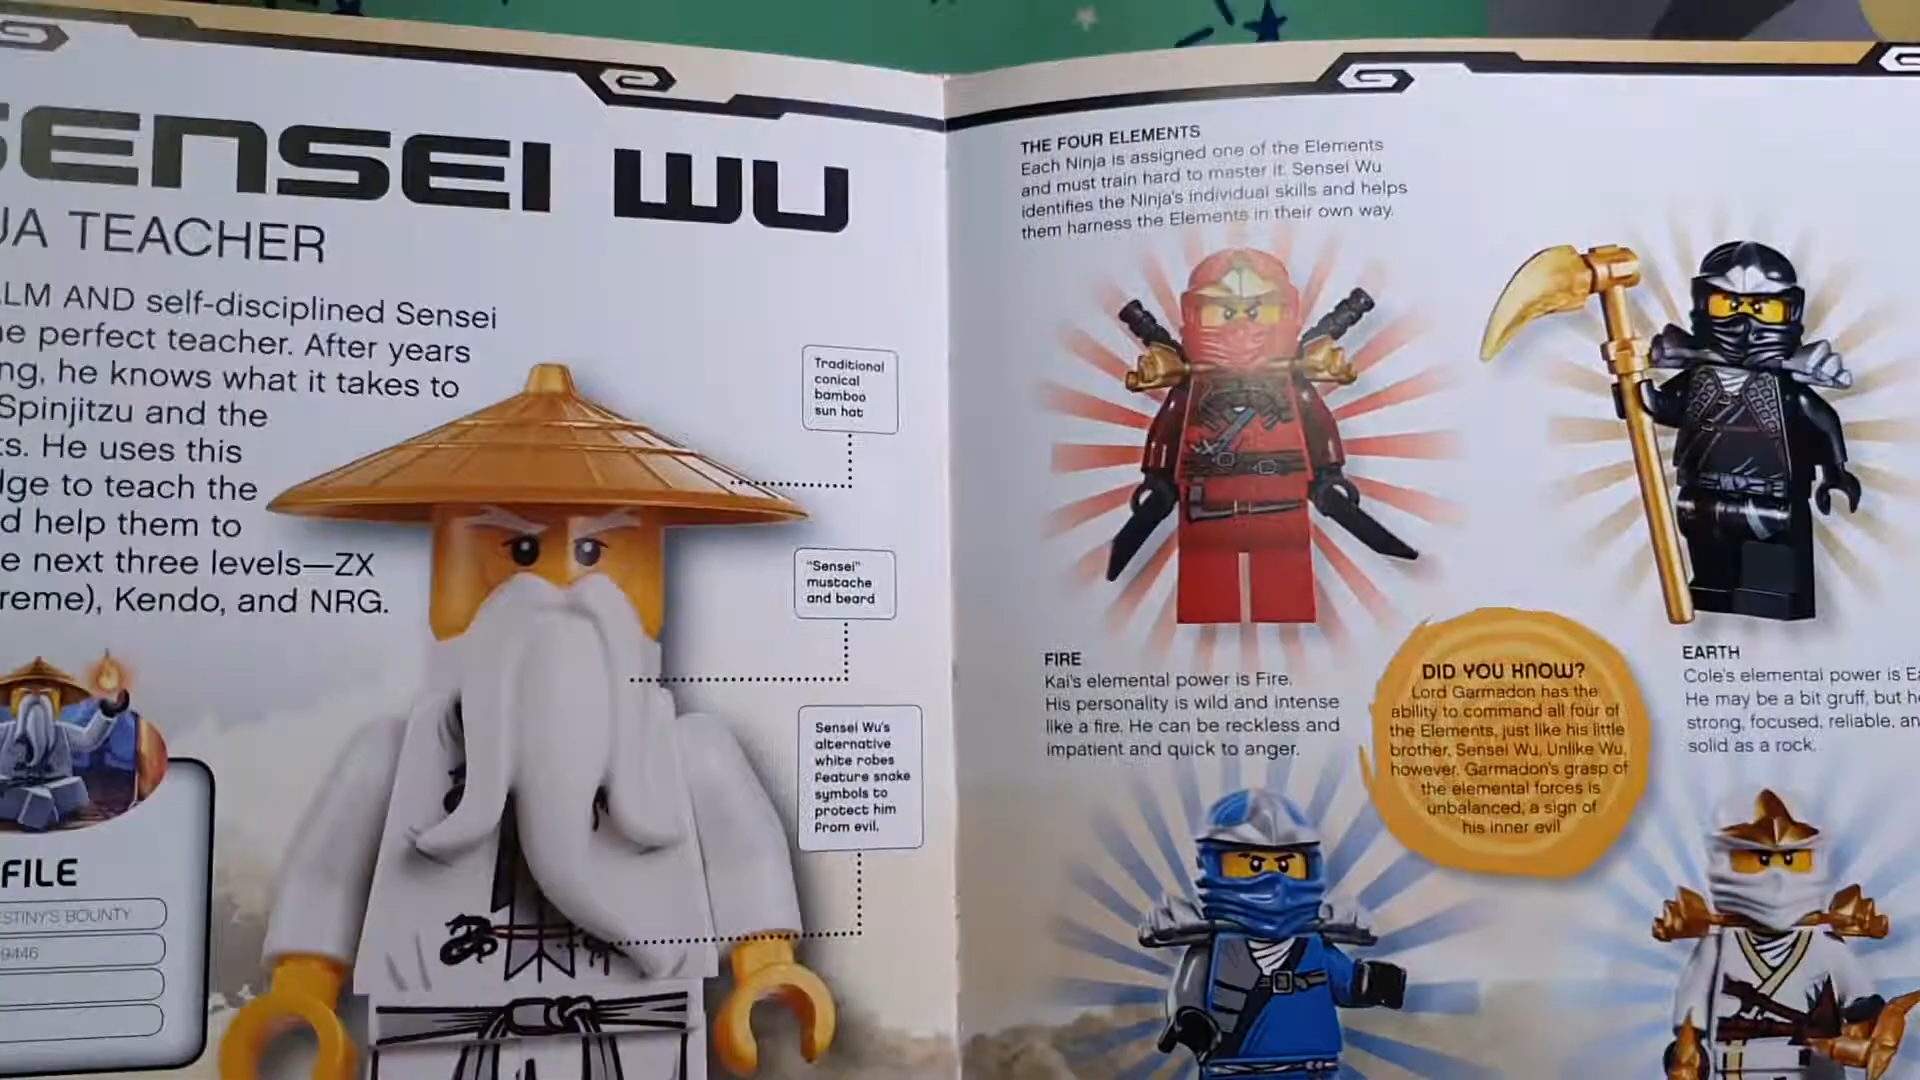 SENSEI WU
JA TEACHER
LM AND self-disciplined Sensei
e perfect teacher. After years
ng, he knows what it takes to
Spinjitzu and the
s. He uses this
dge to teach the
d help them to
e next three levels—ZX
reme), Kendo, and NRG.
Traditional
conical
bamboo
sun hat
"Sensei"
mustache
and beard
Sensei Wu's
alternative
white robes
feature snake
symbols to
protect him
from evil.
FILE
STINY'S BOUNTY
9446
THE FOUR ELEMENTS
Each Ninja is assigned one of the Elements
and must train hard to master it. Sensei Wu
identifies the Ninja's individual skills and helps
them harness the Elements in their own way.
FIRE
Kai's elemental power is Fire.
His personality is wild and intense
like a fire. He can be reckless and
impatient and quick to anger.
DID YOU KNOW?
Lord Garmadon has the
ability to command all four of
the Elements, just like his little
brother, Sensei Wu. Unlike Wu,
however, Garmadon's grasp of
the elemental forces is
unbalanced, a sign of
his inner evil
EARTH
Cole's elemental power is Ea
He may be a bit gruff, but he
strong, focused, reliable, an
solid as a rock.